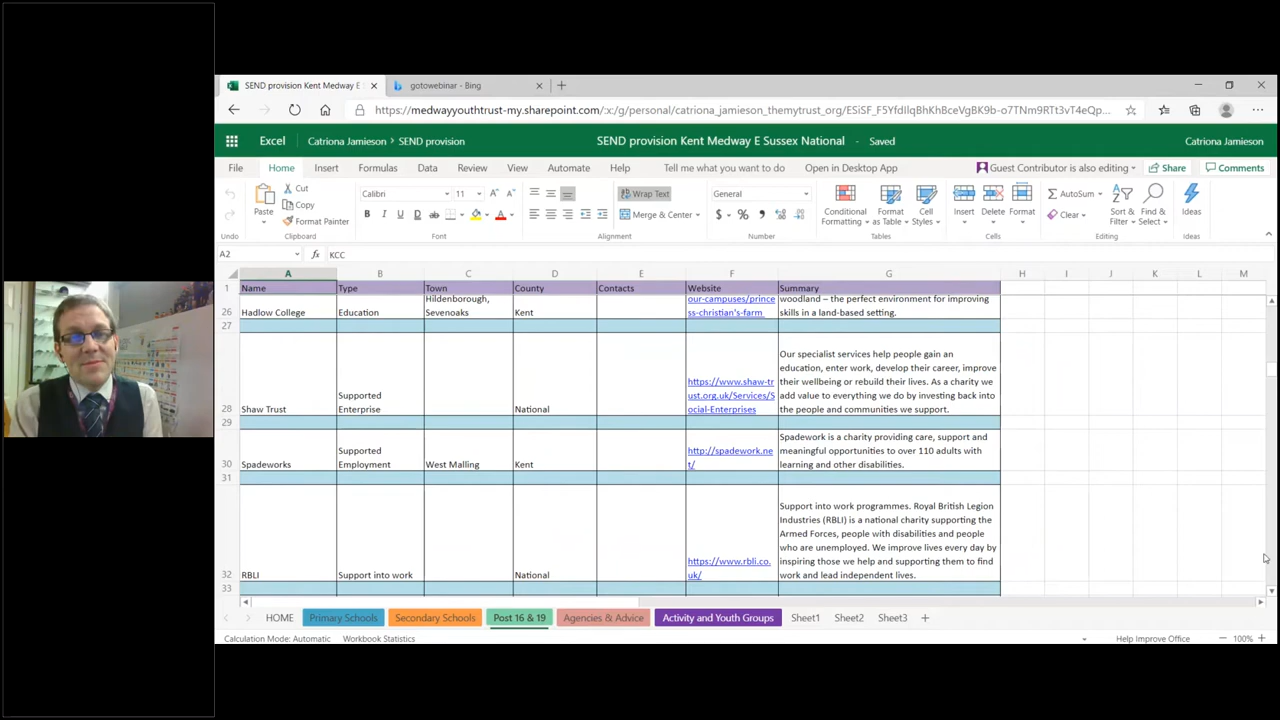 SEND provision Kent Medway E
gotowebinar - Bing
https://medwayyouthtrust-my.sharepoint.com/:x:/g/personal/catriona_jamieson_themytrust_org/
Excel Catriona Jamieson > SEND provision SEND provision Kent Medway E Sussex National - Saved Catriona Jamieson
File Home Insert Formulas Data Review View Automate Help Tell me what you want to do Open in Desktop App Guest Contributor is also editing Share Comments
Paste Cut Copy Format Painter
Calibri 11
B I U D ab A
Wrap Text
Merge & Center
General
$ % ,
Conditional Formatting
Format as Table
Cell Styles
Insert
Delete
Format
AutoSum
Clear
Sort & Filter
Find & Select
Ideas
Undo Clipboard Font Alignment Number Tables Cells Editing Ideas
A2 fx KCC
A B C D E F G H I J K L M
1 Name Type Town County Contacts Website Summary
26 Hadlow College Education Hildenborough, Sevenoaks Kent
our-campuses/prince
ss-christian's-farm
woodland – the perfect environment for improving
skills in a land-based setting.
27
28 Shaw Trust
Supported
Enterprise
National
https://www.shaw-tr
ust.org.uk/Services/S
ocial-Enterprises
Our specialist services help people gain an
education, enter work, develop their career, improve
their wellbeing or rebuild their lives. As a charity we
add value to everything we do by investing back into
the people and communities we support.
29
30 Spadeworks
Supported
Employment
West Malling
Kent
http://spadework.ne
t/
Spadework is a charity providing care, support and
meaningful opportunities to over 110 adults with
learning and other disabilities.
31
32 RBLI
Support into work
National
https://www.rbli.co.
uk/
Support into work programmes. Royal British Legion
Industries (RBLI) is a national charity supporting the
Armed Forces, people with disabilities and people
who are unemployed. We improve lives every day by
inspiring those we help and supporting them to find
work and lead independent lives.
33
HOME Primary Schools Secondary Schools Post 16 & 19 Agencies & Advice Activity and Youth Groups Sheet1 Sheet2 Sheet3
Calculation Mode: Automatic Workbook Statistics Help Improve Office 100%